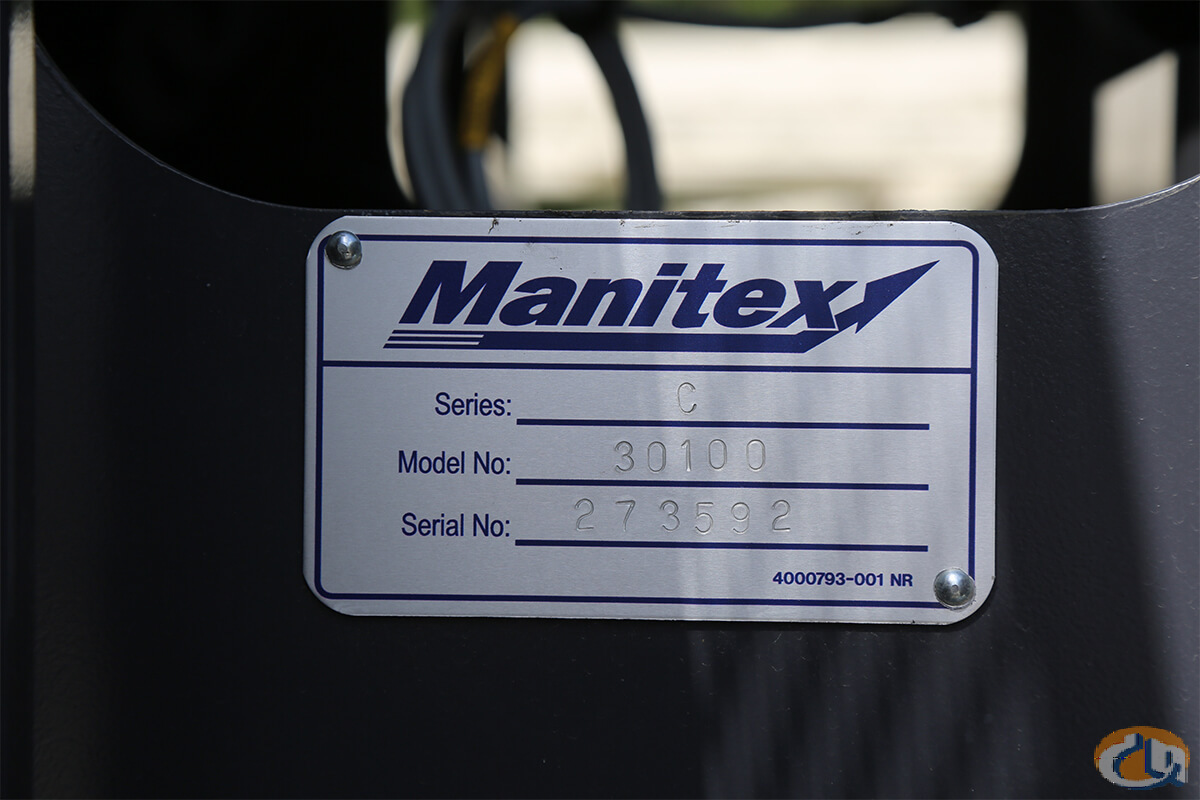 Manitex
Series: C
Model No: 30100
Serial No: 273592
4000793-001 NR